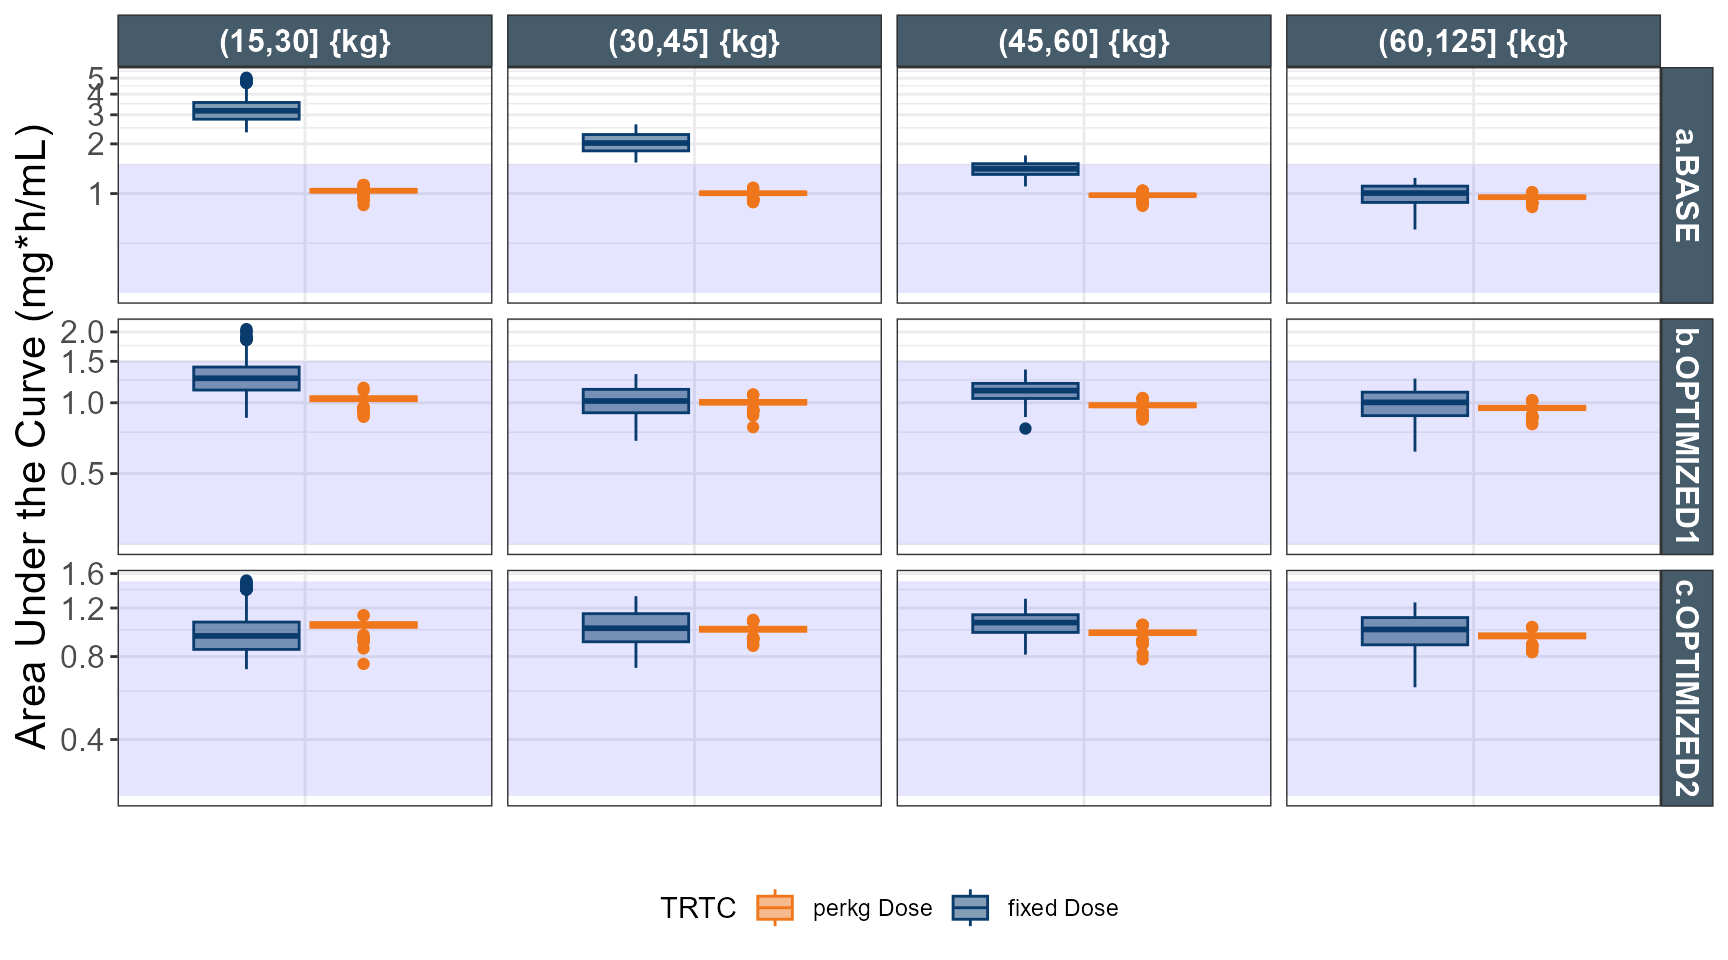 (15,30] {kg}
(30,45] {kg}
(45,60] {kg}
(60,125] {kg}
Area Under the Curve (mg*h/mL)
5
4
3
2
1
a.BASE
2.0
1.5
1.0
0.5
b.OPTIMIZED1
1.6
1.2
0.8
0.4
c.OPTIMIZED2
TRTC perkg Dose fixed Dose